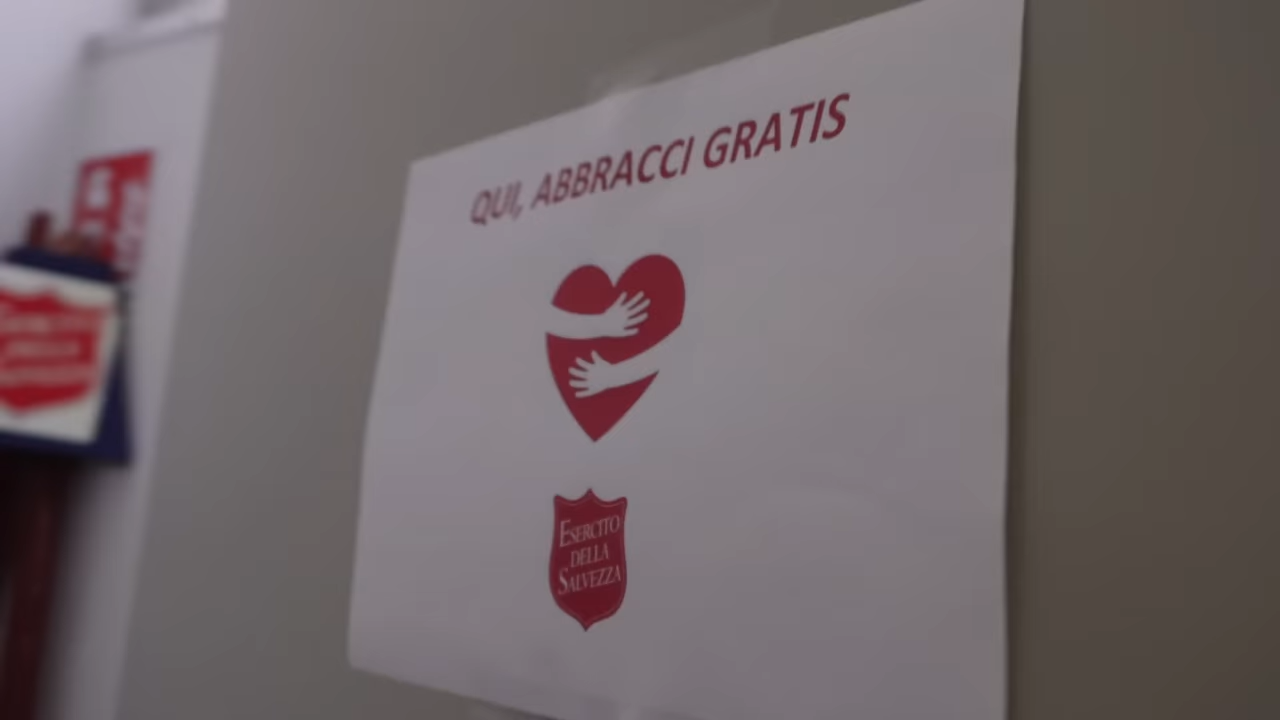 QUI, ABBRACCI GRATIS
ESERCITO
DELLA
SALVEZZA